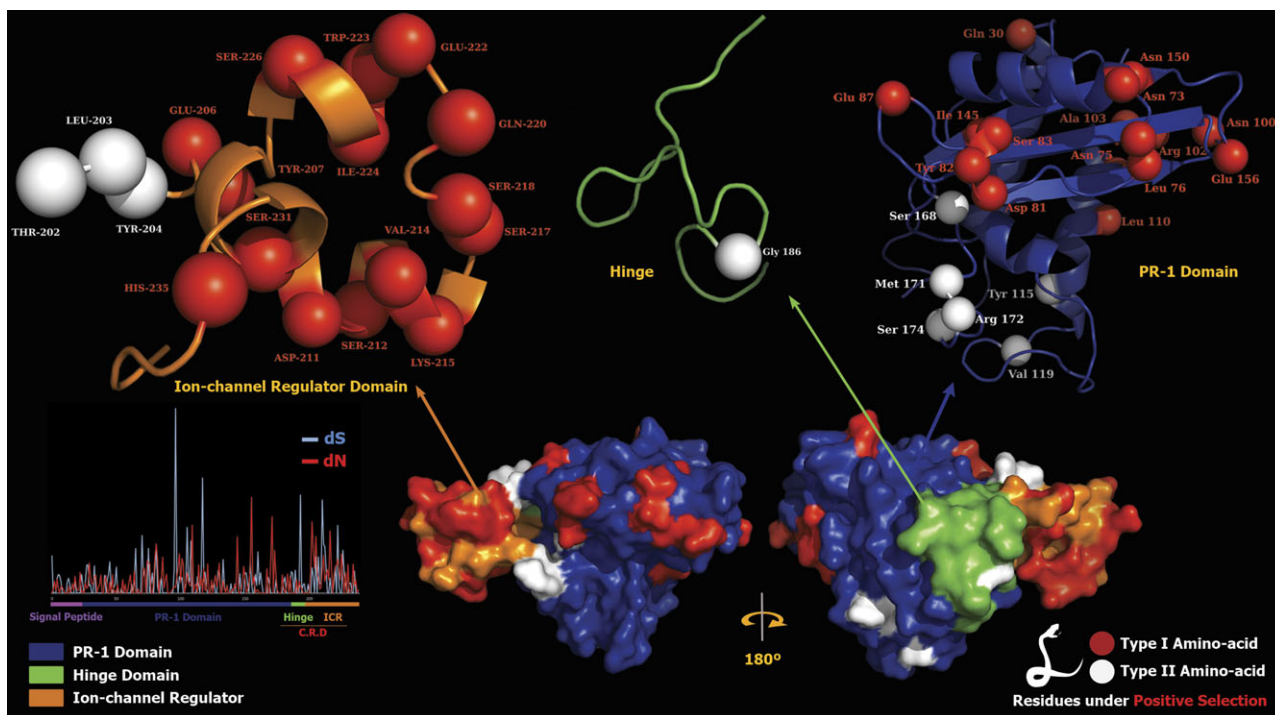 TRP-223
SER-226
GLU-222
GLU-206
LEU-203
GLN-220
TYR-207
ILE-224
SER-218
SER-231
THR-202
TYR-204
VAL-214
SER-217
HIS-235
ASP-211
SER-212
LYS-215
Ion-channel Regulator Domain
Hinge
Gly 186
Gln 30
Asn 150
Glu 87
Asn 73
Ile 145
Ala 103
Asn 100
Ser 83
Asn 75
Arg 102
Tyr 82
Leu 76
Glu 156
Asp 81
Ser 168
Leu 110
PR-1 Domain
Met 171
Tyr 115
Arg 172
Ser 174
Val 119
dS
dN
0 50 100 150 200
Signal Peptide PR-1 Domain Hinge ICR
C.R.D
PR-1 Domain
Hinge Domain
Ion-channel Regulator
180º
Type I Amino-acid
Type II Amino-acid
Residues under Positive Selection